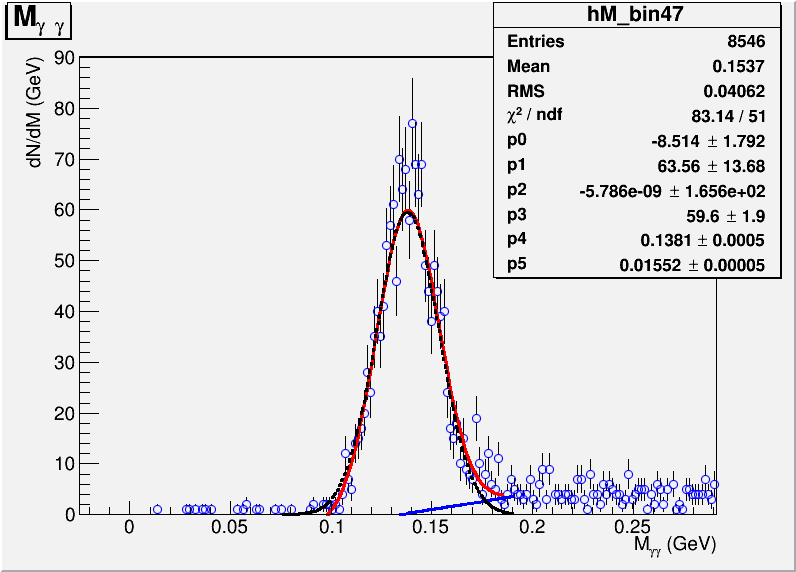 M γ γ
hM_bin47
Entries 8546
Mean 0.1537
RMS 0.04062
χ² / ndf 83.14 / 51
p0 -8.514 ± 1.792
p1 63.56 ± 13.68
p2 -5.786e-09 ± 1.656e+02
p3 59.6 ± 1.9
p4 0.1381 ± 0.0005
p5 0.01552 ± 0.00005
dN/dM (GeV)
90
80
70
60
50
40
30
20
10
0
0 0.05 0.1 0.15 0.2 0.25
Mγγ (GeV)